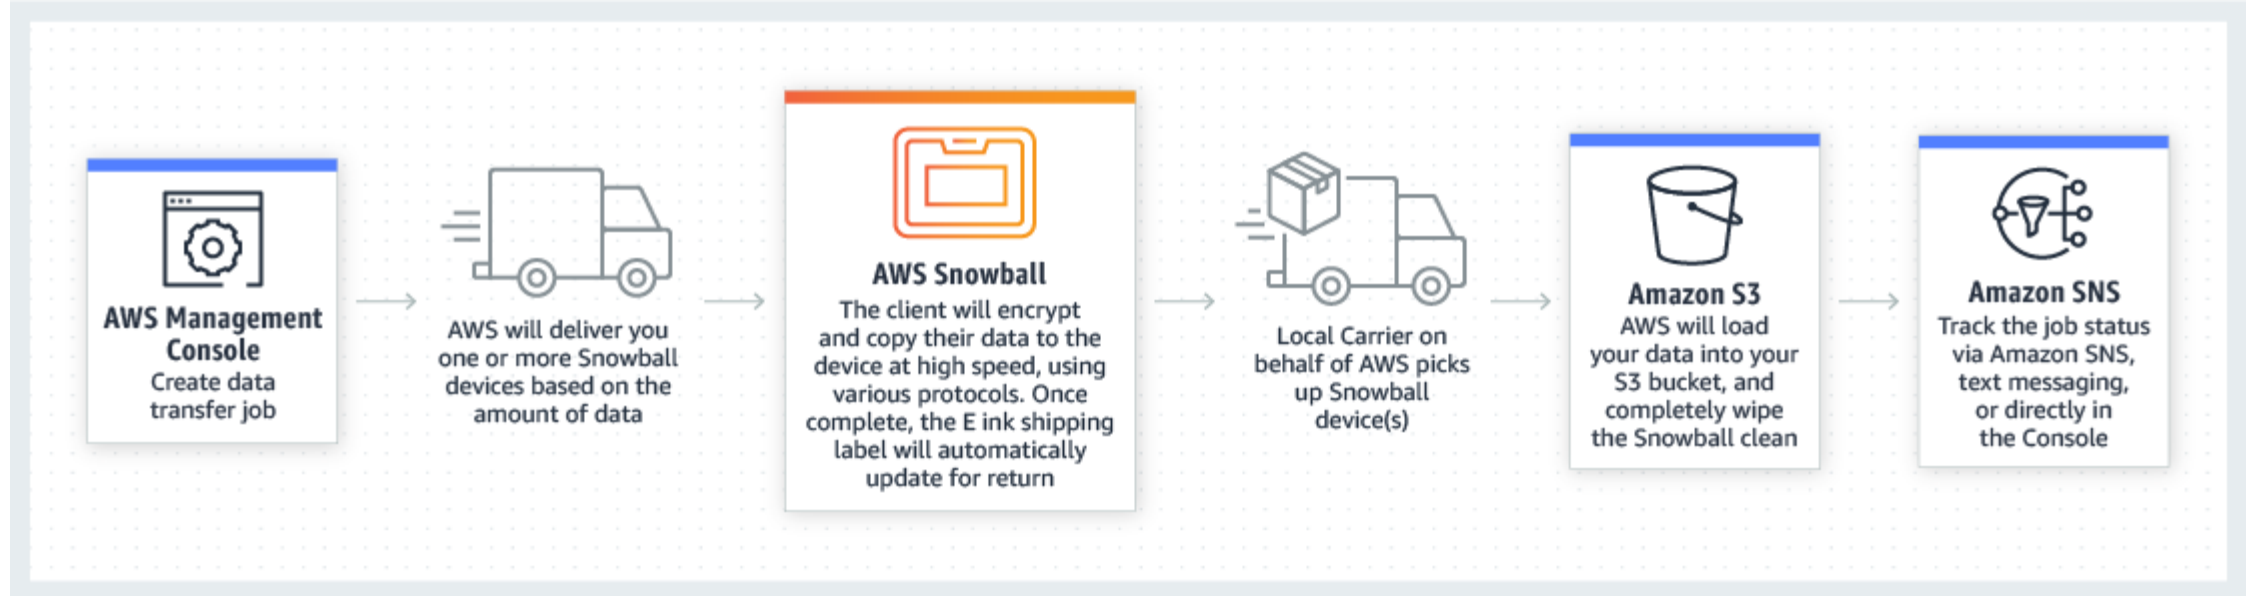 AWS Management
Console
Create data
transfer job
AWS will deliver you
one or more Snowball
devices based on the
amount of data
AWS Snowball
The client will encrypt
and copy their data to the
device at high speed, using
various protocols. Once
complete, the E ink shipping
label will automatically
update for return
Local Carrier on
behalf of AWS picks
up Snowball
device(s)
Amazon S3
AWS will load
your data into your
S3 bucket, and
completely wipe
the Snowball clean
Amazon SNS
Track the job status
via Amazon SNS,
text messaging,
or directly in
the Console